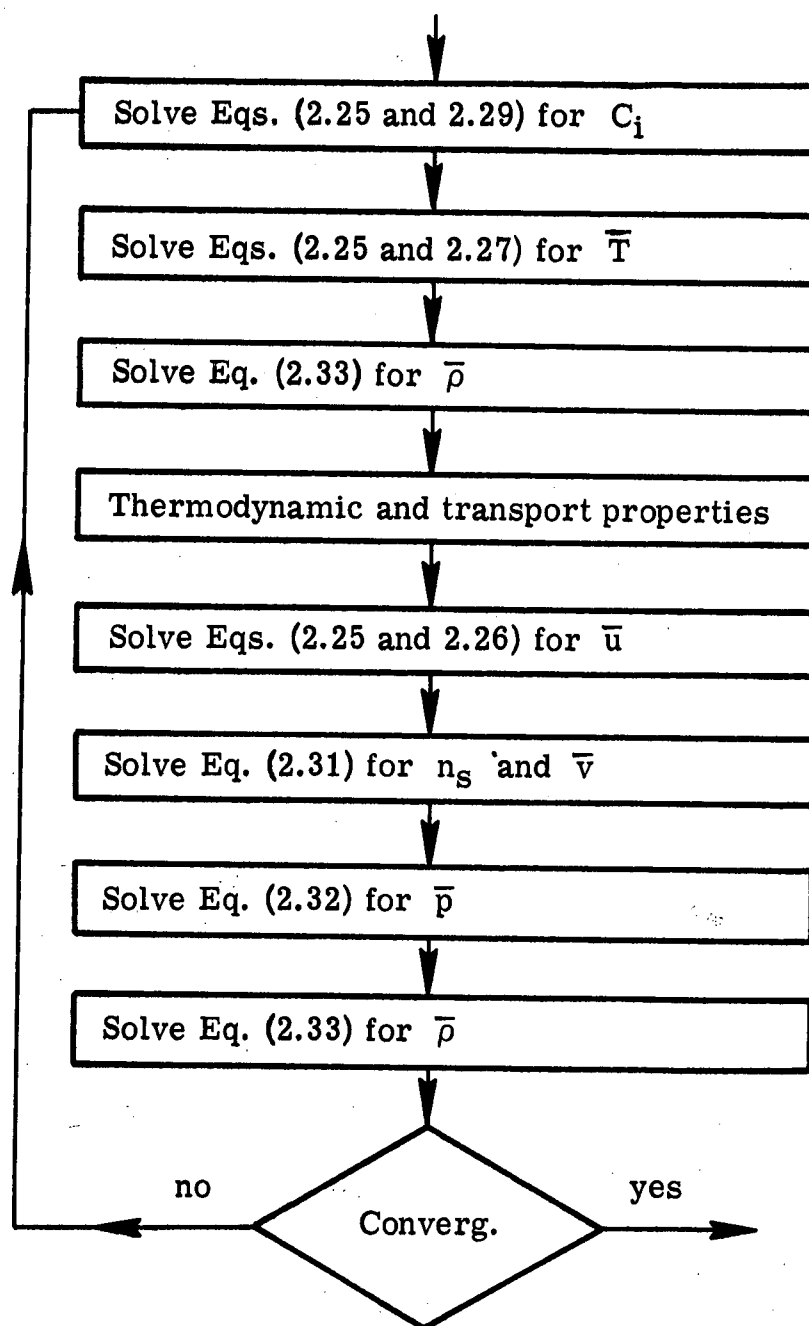 Solve Eqs. (2.25 and 2.29) for C_i
Solve Eqs. (2.25 and 2.27) for T̅
Solve Eq. (2.33) for ρ̅
Thermodynamic and transport properties
Solve Eqs. (2.25 and 2.26) for u̅
Solve Eq. (2.31) for n_s and v̅
Solve Eq. (2.32) for p̅
Solve Eq. (2.33) for ρ̅
no
Converg.
yes